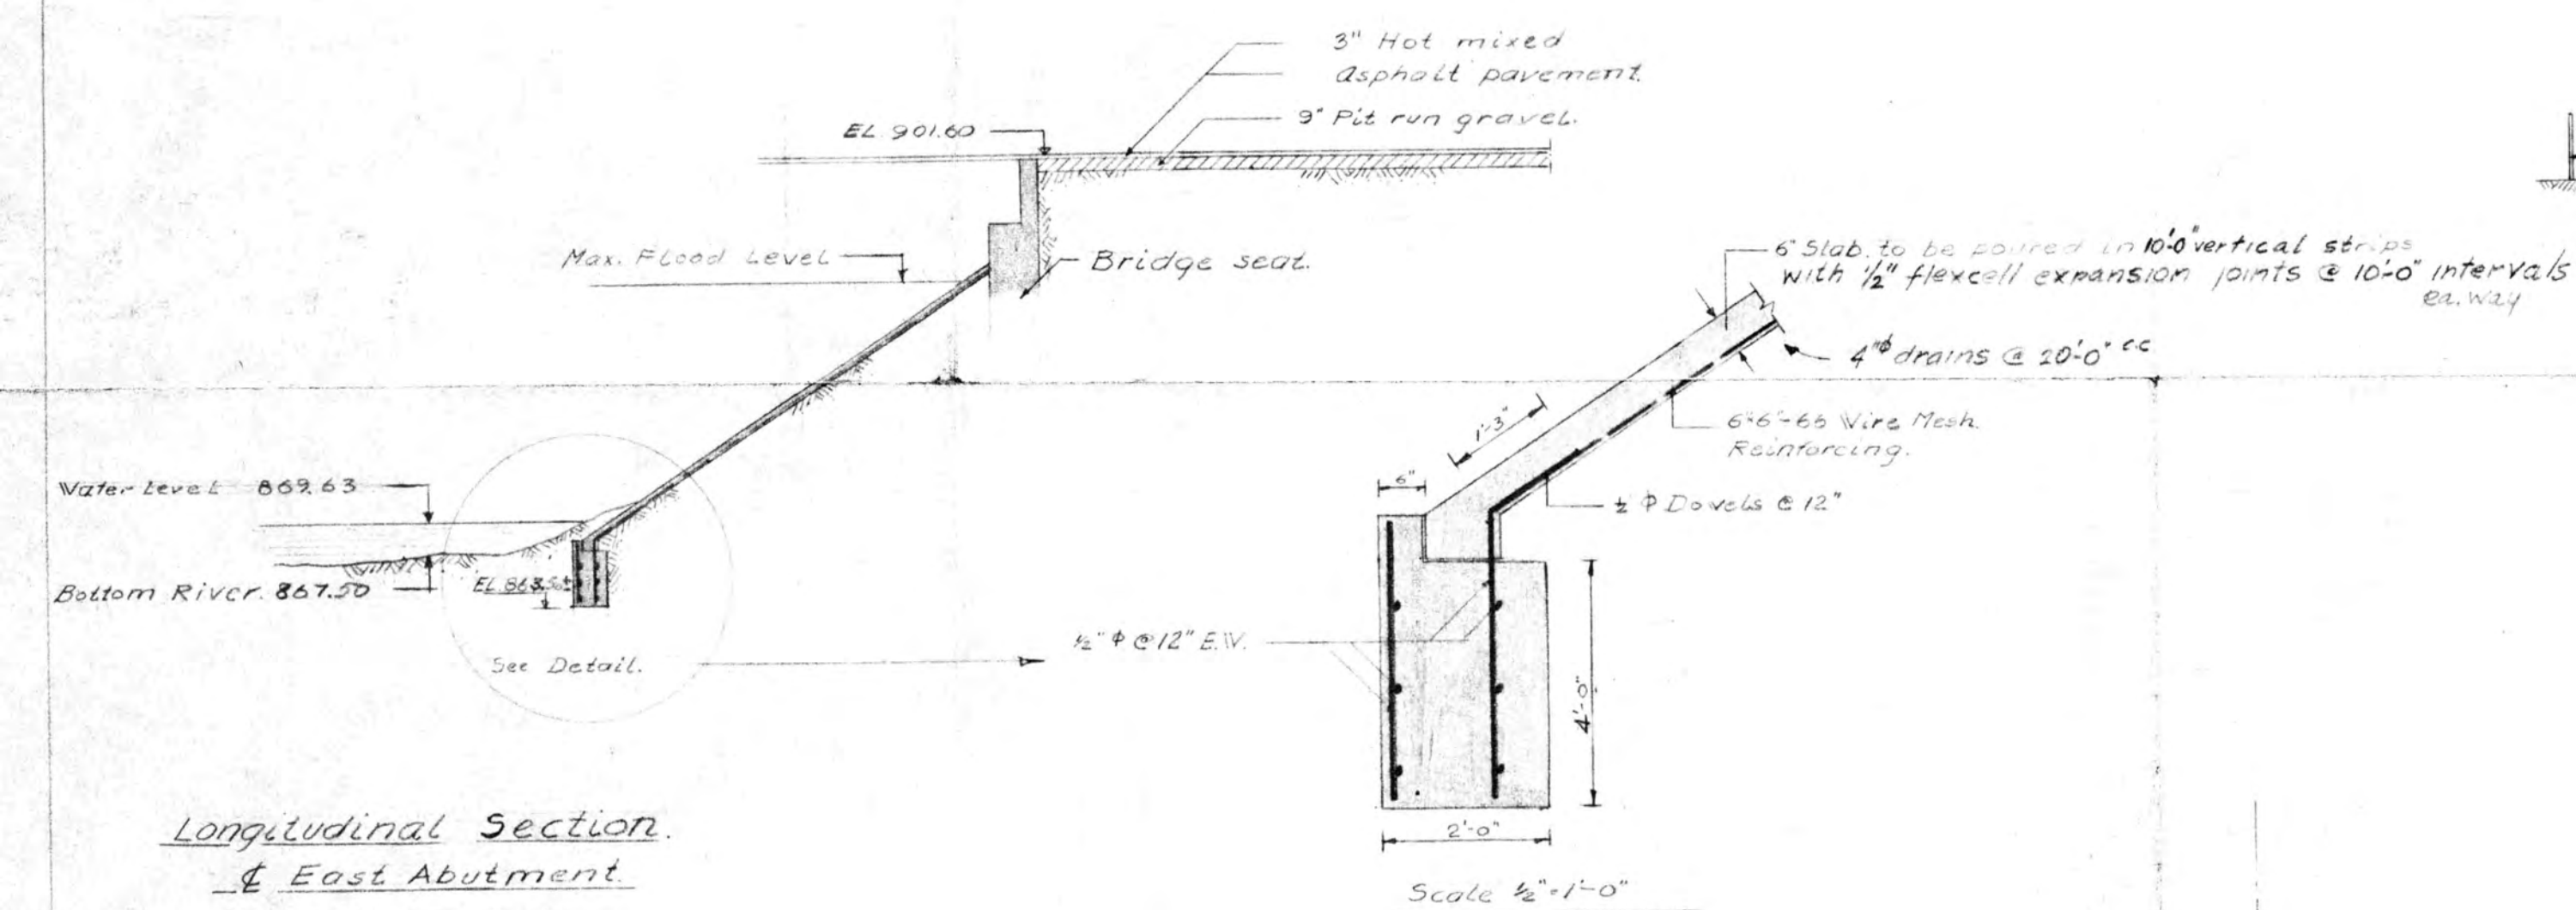 3" Hot mixed
asphalt pavement.
9" Pit run gravel.
EL. 901.60
Max. Flood Level
Bridge seat.
6" Slab. to be poured in 10'-0" vertical strips
with 1/2" flexcell expansion joints @ 10'-0" intervals
ea. way
4"ϕ drains @ 20'-0" c.c
1'-3"
6"x6"-66 Wire Mesh.
Reinforcing.
6"
½ ϕ Dowels @ 12"
Water Level 869.63
Bottom River. 867.50
EL. 863.50±
½" ϕ @ 12" E.W.
See Detail.
4'-0"
2'-0"
Longitudinal Section.
℄ East Abutment.
Scale ½"=1'-0"